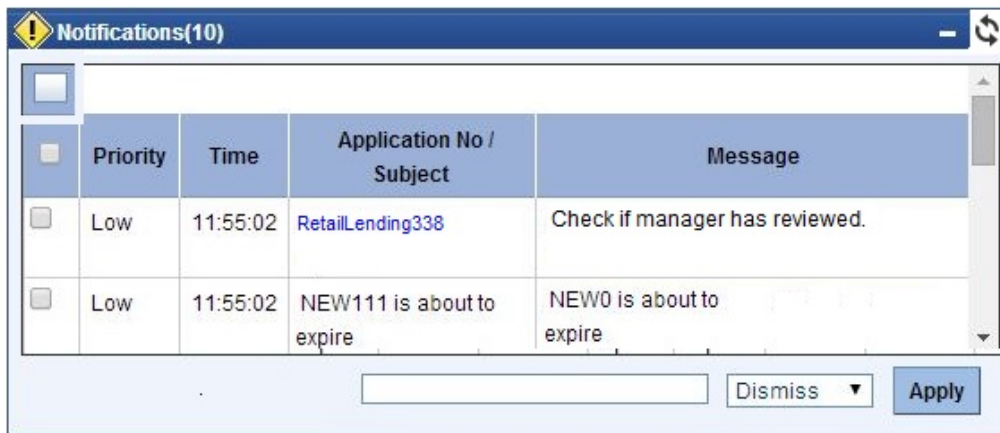 Notifications(10)
Priority Time Application No / Subject Message
Low 11:55:02 RetailLending338 Check if manager has reviewed.
Low 11:55:02 NEW111 is about to expire NEW0 is about to expire
Dismiss Apply